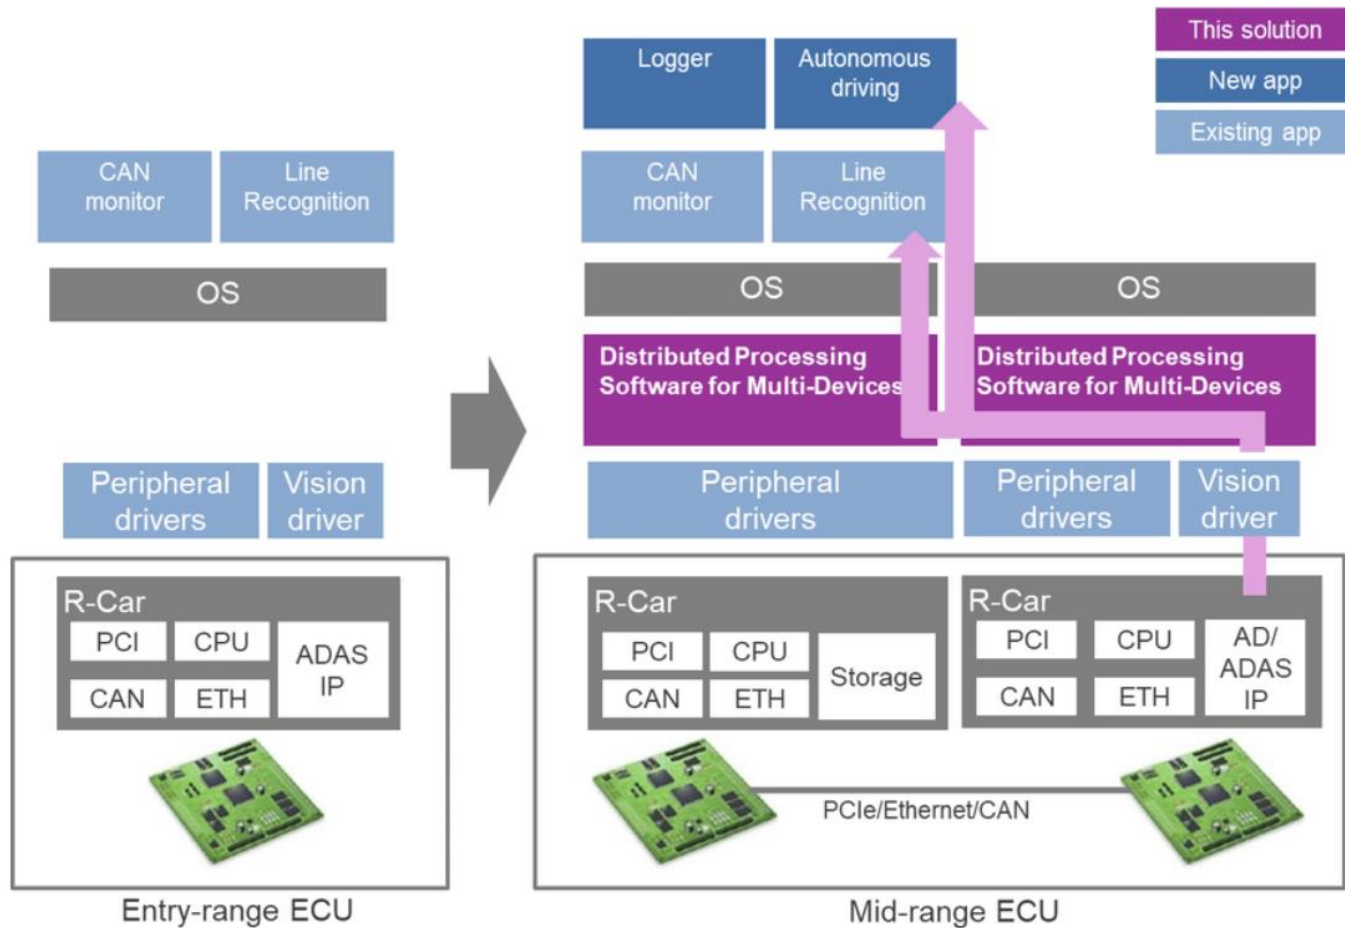 This solution
New app
Existing app
CAN
monitor
Line
Recognition
OS
Peripheral
drivers
Vision
driver
R-Car
PCI
CPU
CAN
ETH
ADAS
IP
Entry-range ECU
Logger
Autonomous
driving
CAN
monitor
Line
Recognition
OS
OS
Distributed Processing
Software for Multi-Devices
Distributed Processing
Software for Multi-Devices
Peripheral
drivers
Peripheral
drivers
Vision
driver
R-Car
PCI
CPU
CAN
ETH
Storage
R-Car
PCI
CPU
CAN
ETH
AD/
ADAS
IP
PCIe/Ethernet/CAN
Mid-range ECU